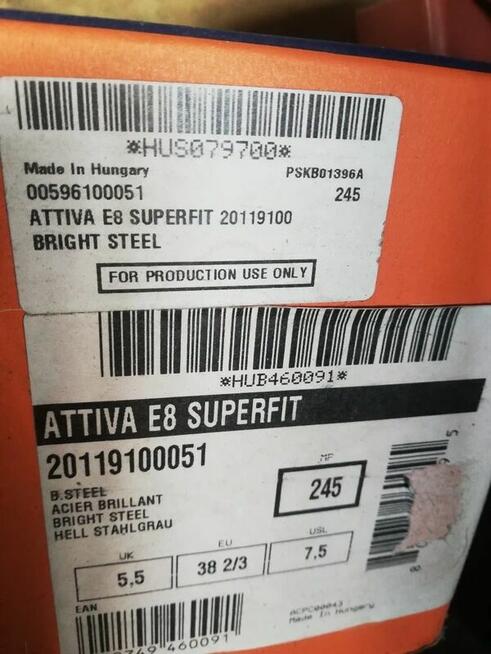 *HUS079700*
Made In Hungary PSKB01396A
00596100051 245
ATTIVA E8 SUPERFIT 20119100
BRIGHT STEEL
FOR PRODUCTION USE ONLY
*HUB460091*
ATTIVA E8 SUPERFIT
20119100051
B.STEEL
ACIER BRILLANT
BRIGHT STEEL
HELL STAHLGRAU
MP
245
UK
5,5
EU
38 2/3
USL
7,5
EAN
460091
ACPC00043
Made In Hungary